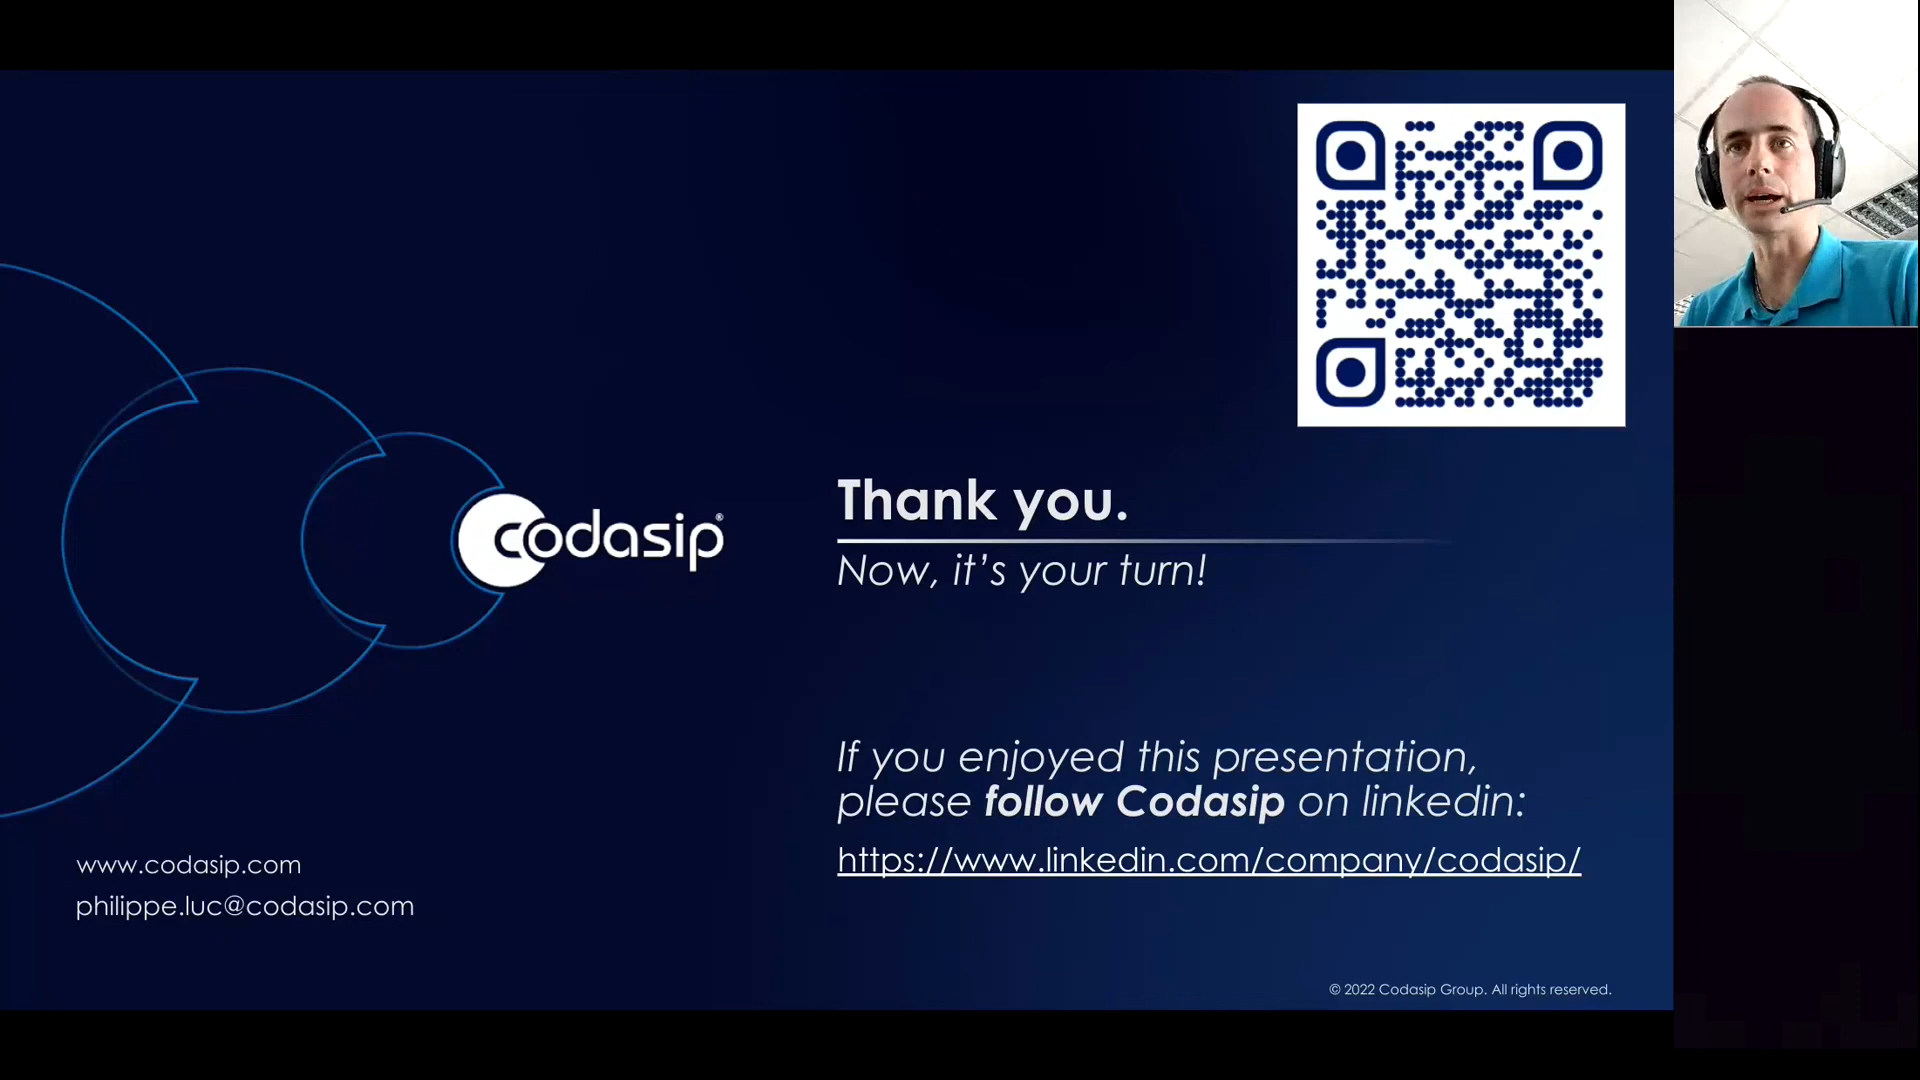 codasip®
Thank you.
Now, it's your turn!
If you enjoyed this presentation,
please follow Codasip on linkedin:
https://www.linkedin.com/company/codasip/
www.codasip.com
philippe.luc@codasip.com
© 2022 Codasip Group. All rights reserved.